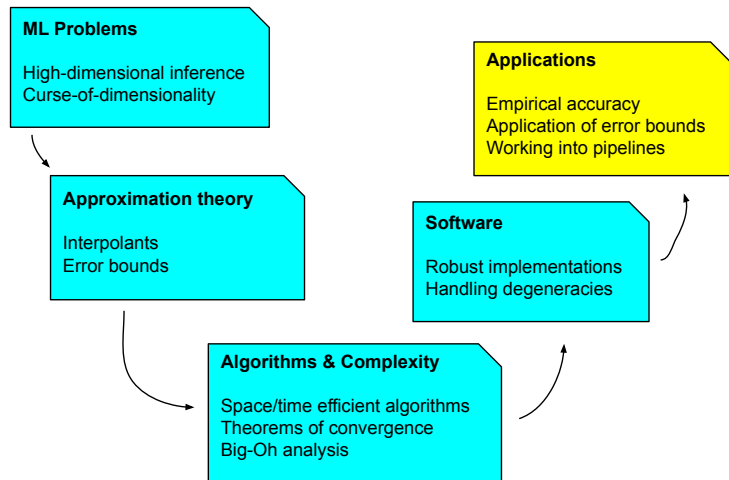 ML Problems
High-dimensional inference
Curse-of-dimensionality
Approximation theory
Interpolants
Error bounds
Algorithms & Complexity
Space/time efficient algorithms
Theorems of convergence
Big-Oh analysis
Software
Robust implementations
Handling degeneracies
Applications
Empirical accuracy
Application of error bounds
Working into pipelines